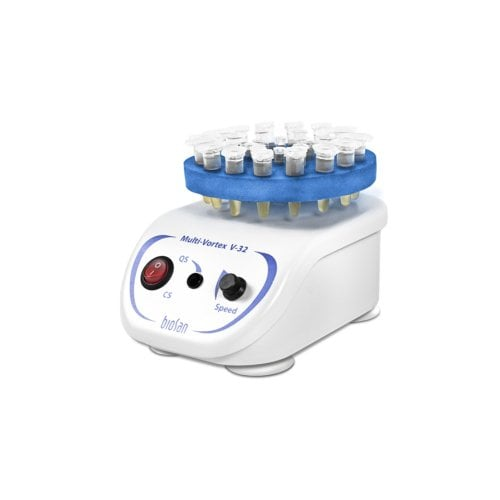 Multi-Vortex V-32
QS
CS
Speed
biosan